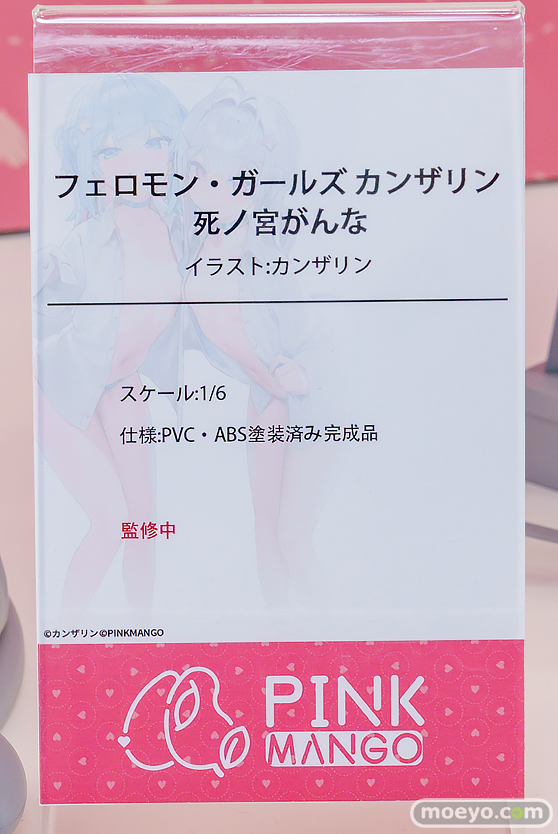 フェロモン・ガールズ カンザリン
死ノ宮がんな
イラスト:カンザリン
スケール:1/6
仕様:PVC・ABS塗装済み完成品
監修中
©カンザリン©PINKMANGO
PINK
MANGO
moeyo.com